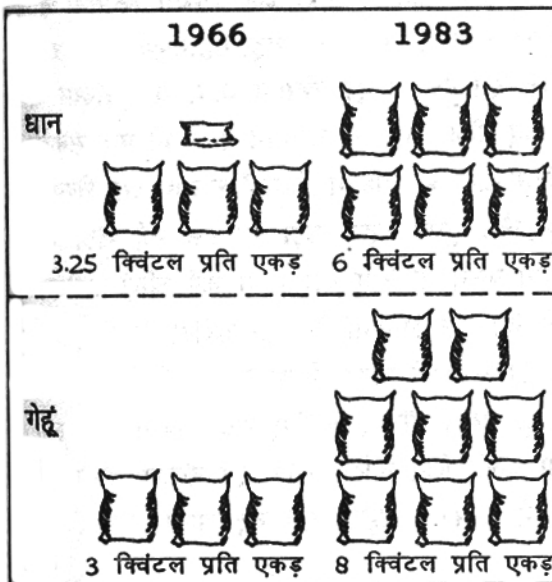 1966 1983
धान
3.25 क्विंटल प्रति एकड़ 6 क्विंटल प्रति एकड़
गेहूं
3 क्विंटल प्रति एकड़ 8 क्विंटल प्रति एकड़